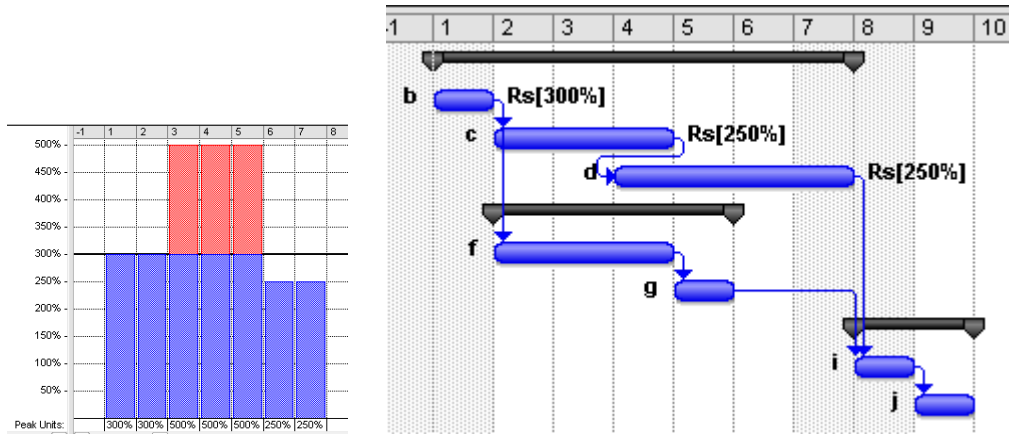 -1 1 2 3 4 5 6 7 8 9 10
b Rs[300%]
c Rs[250%]
d Rs[250%]
f
g
i
j
-1 1 2 3 4 5 6 7 8
500% -
450% -
400% -
350% -
300% -
250% -
200% -
150% -
100% -
50% -
Peak Units: 300% 300% 500% 500% 500% 250% 250%